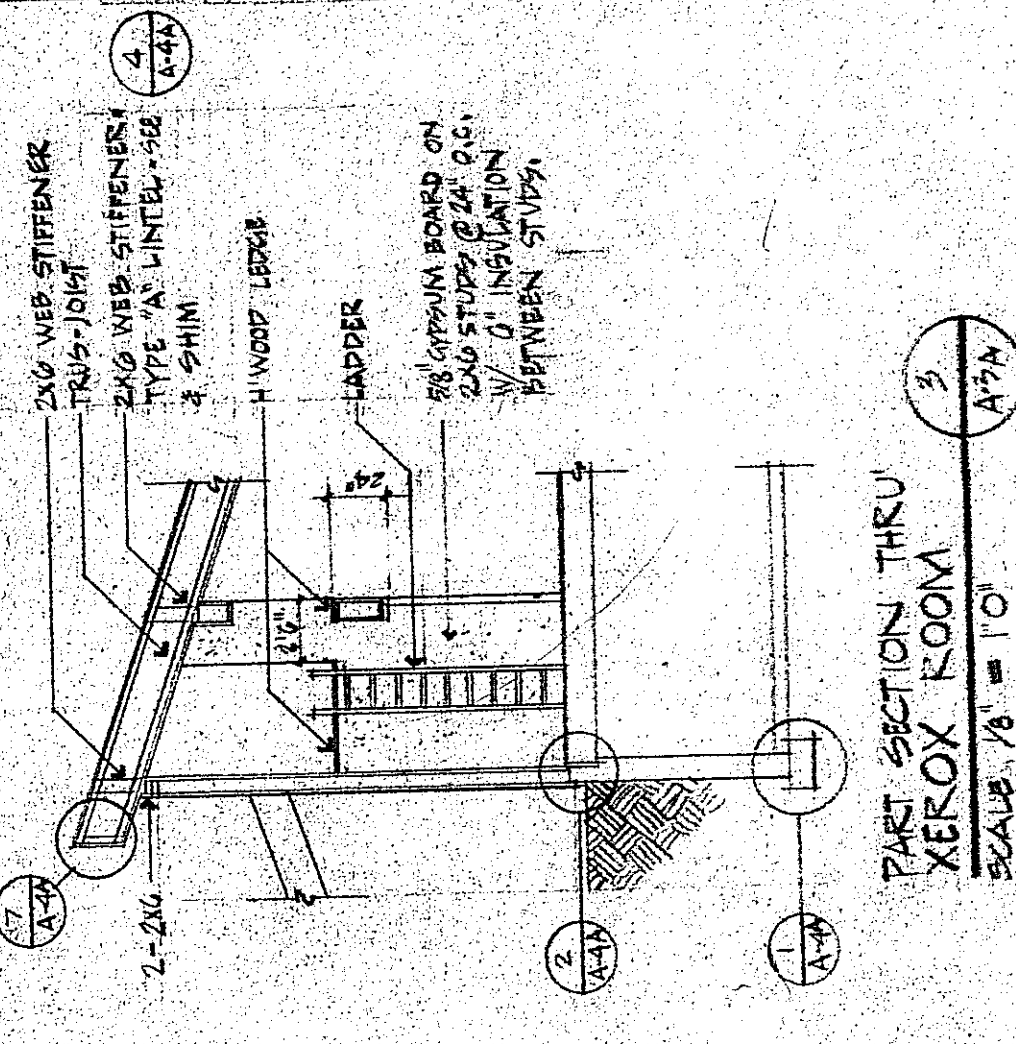 2X6 WEB STIFFENER
TRUS-JOIST
2X6 WEB STIFFENER.
TYPE "A" LINTEL-SEE
& SHIM
4
A-4A
WOOD LEDGE
LADDER
5/8" GYPSUM BOARD ON
2X6 STUDS @ 24" O.C.
W/ 6" INSULATION
BETWEEN STUDS.
7
A-4A
2-2X6
24"
2'6"
2
A-4A
1
A-4A
PART SECTION THRU
XEROX ROOM
SCALE 1/8" = 1'0"
3